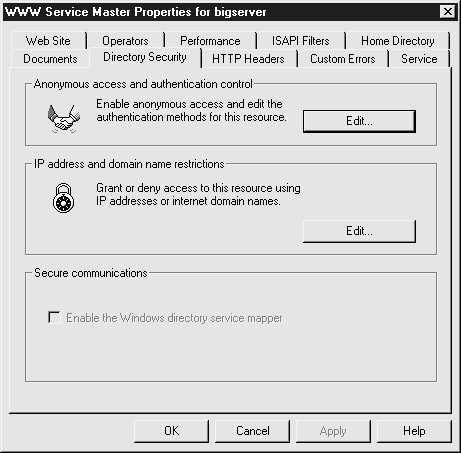 WWW Service Master Properties for bigserver
Web Site Operators Performance ISAPI Filters Home Directory
Documents Directory Security HTTP Headers Custom Errors Service
Anonymous access and authentication control
Enable anonymous access and edit the
authentication methods for this resource.
Edit...
IP address and domain name restrictions
Grant or deny access to this resource using
IP addresses or internet domain names.
Edit...
Secure communications
Enable the Windows directory service mapper
OK Cancel Apply Help